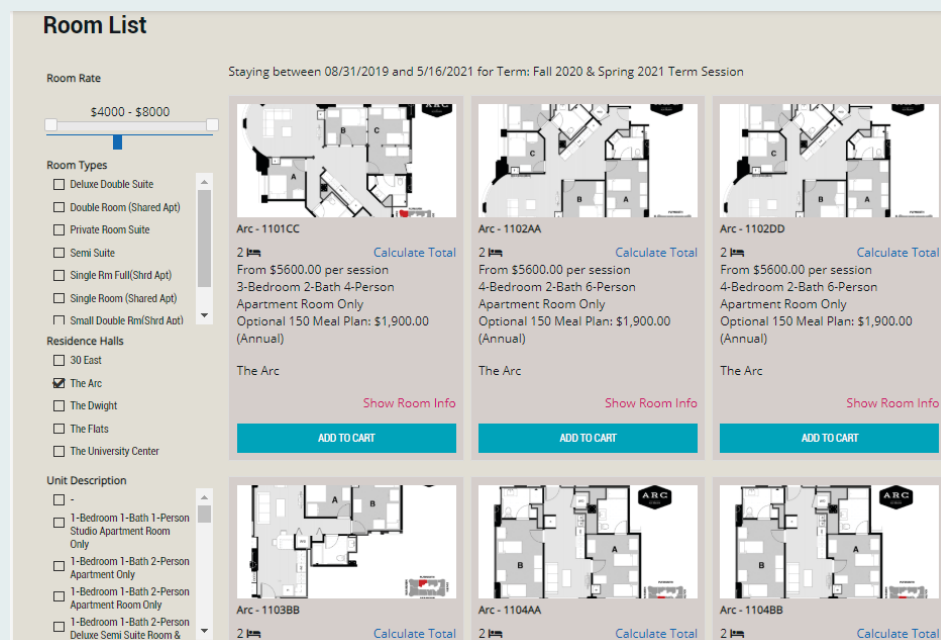 Room List
Room Rate
$4000 - $8000
Room Types
Deluxe Double Suite
Double Room (Shared Apt)
Private Room Suite
Semi Suite
Single Rm Full(Shrd Apt)
Single Room (Shared Apt)
Small Double Rm(Shrd Apt)
Residence Halls
30 East
The Arc
The Dwight
The Flats
The University Center
Unit Description
-
1-Bedroom 1-Bath 1-Person
Studio Apartment Room
Only
1-Bedroom 1-Bath 2-Person
Apartment Only
1-Bedroom 1-Bath 2-Person
Apartment Room Only
1-Bedroom 1-Bath 2-Person
Deluxe Semi Suite Room &
Staying between 08/31/2019 and 5/16/2021 for Term: Fall 2020 & Spring 2021 Term Session
B
C
A
Arc - 1101CC
2
Calculate Total
From $5600.00 per session
3-Bedroom 2-Bath 4-Person
Apartment Room Only
Optional 150 Meal Plan: $1,900.00
(Annual)
The Arc
Show Room Info
ADD TO CART
C
B
A
Arc - 1102AA
2
Calculate Total
From $5600.00 per session
4-Bedroom 2-Bath 6-Person
Apartment Room Only
Optional 150 Meal Plan: $1,900.00
(Annual)
The Arc
Show Room Info
ADD TO CART
C
B
A
Arc - 1102DD
2
Calculate Total
From $5600.00 per session
4-Bedroom 2-Bath 6-Person
Apartment Room Only
Optional 150 Meal Plan: $1,900.00
(Annual)
The Arc
Show Room Info
ADD TO CART
A
B
Arc - 1103BB
2
Calculate Total
ARC
A
B
Arc - 1104AA
2
Calculate Total
ARC
A
B
Arc - 1104BB
2
Calculate Total